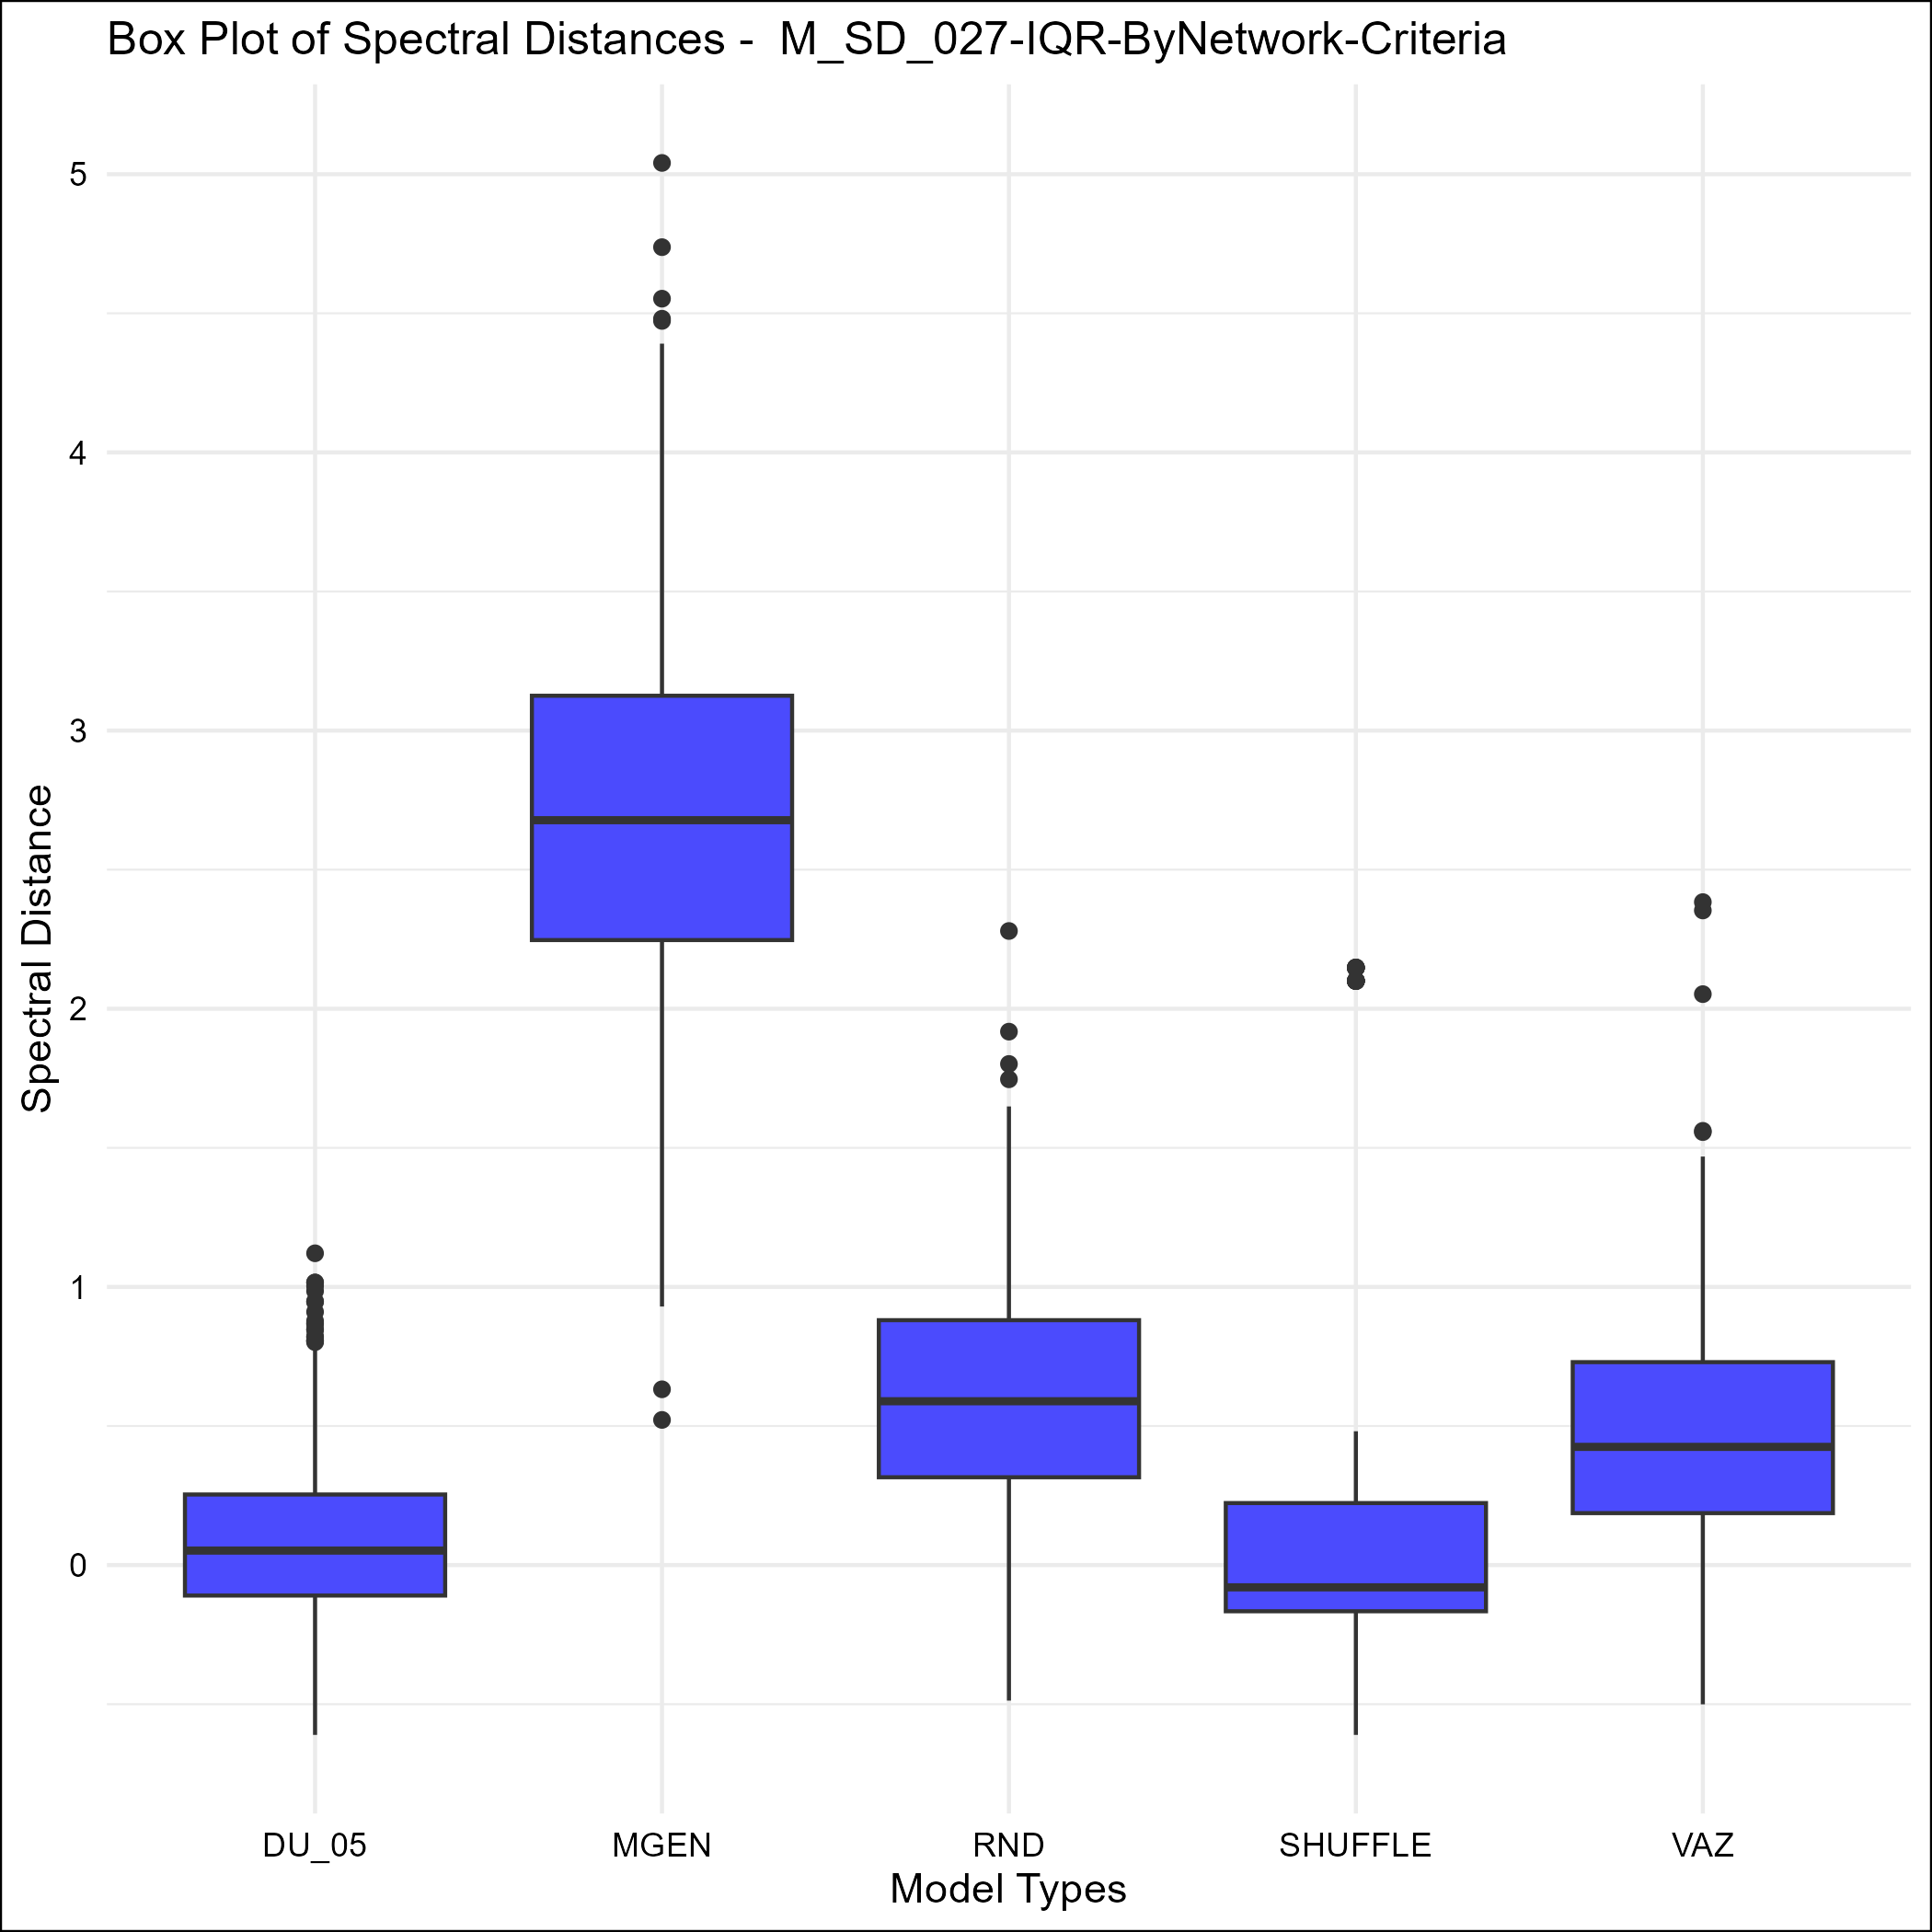 Box Plot of Spectral Distances -  M_SD_027-IQR-ByNetwork-Criteria
5
4
3
2
1
0
Spectral Distance
DU_05 MGEN RND SHUFFLE VAZ
Model Types